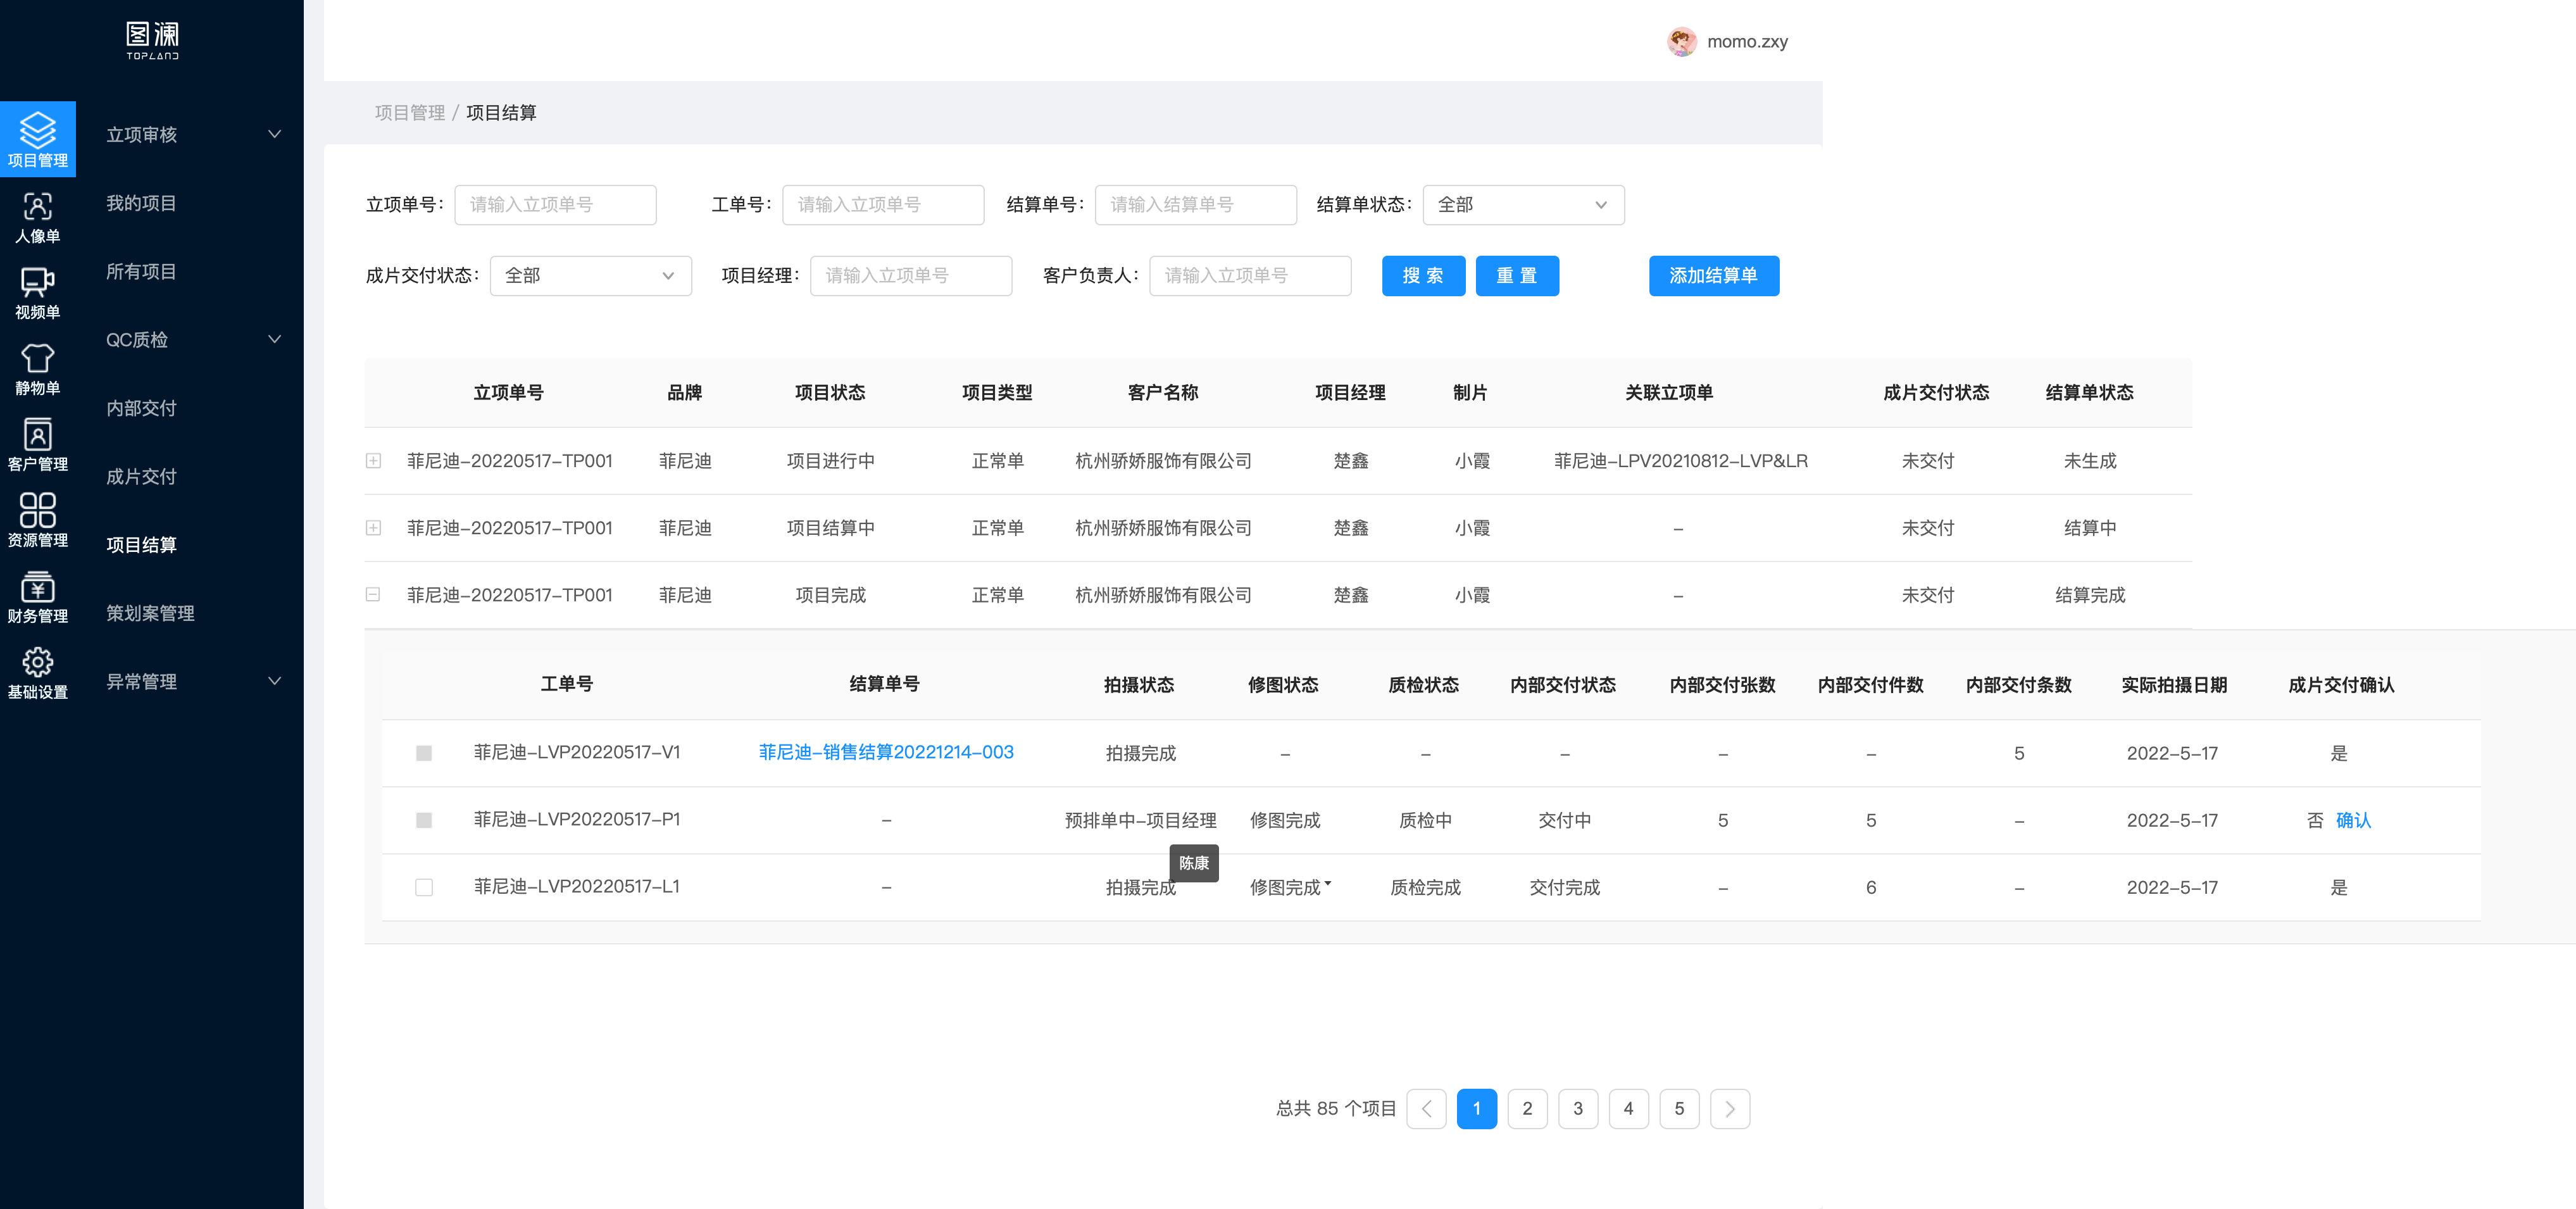 图澜
TOPLAND
momo.zxy
项目管理 / 项目结算
项目管理
人像单
视频单
静物单
客户管理
资源管理
财务管理
基础设置
立项审核
我的项目
所有项目
QC质检
内部交付
成片交付
项目结算
策划案管理
异常管理
立项单号： 请输入立项单号 工单号： 请输入立项单号 结算单号： 请输入结算单号 结算单状态： 全部
成片交付状态： 全部 项目经理： 请输入立项单号 客户负责人： 请输入立项单号 搜 索 重 置 添加结算单
立项单号 品牌 项目状态 项目类型 客户名称 项目经理 制片 关联立项单 成片交付状态 结算单状态
菲尼迪-20220517-TP001 菲尼迪 项目进行中 正常单 杭州骄娇服饰有限公司 楚鑫 小霞 菲尼迪-LPV20210812-LVP&LR 未交付 未生成
菲尼迪-20220517-TP001 菲尼迪 项目结算中 正常单 杭州骄娇服饰有限公司 楚鑫 小霞 - 未交付 结算中
菲尼迪-20220517-TP001 菲尼迪 项目完成 正常单 杭州骄娇服饰有限公司 楚鑫 小霞 - 未交付 结算完成
工单号 结算单号 拍摄状态 修图状态 质检状态 内部交付状态 内部交付张数 内部交付件数 内部交付条数 实际拍摄日期 成片交付确认
菲尼迪-LVP20220517-V1 菲尼迪-销售结算20221214-003 拍摄完成 - - - - - 5 2022-5-17 是
菲尼迪-LVP20220517-P1 - 预排单中-项目经理 修图完成 质检中 交付中 5 5 - 2022-5-17 否 确认
陈康
菲尼迪-LVP20220517-L1 - 拍摄完成 修图完成 质检完成 交付完成 - 6 - 2022-5-17 是
总共 85 个项目 1 2 3 4 5